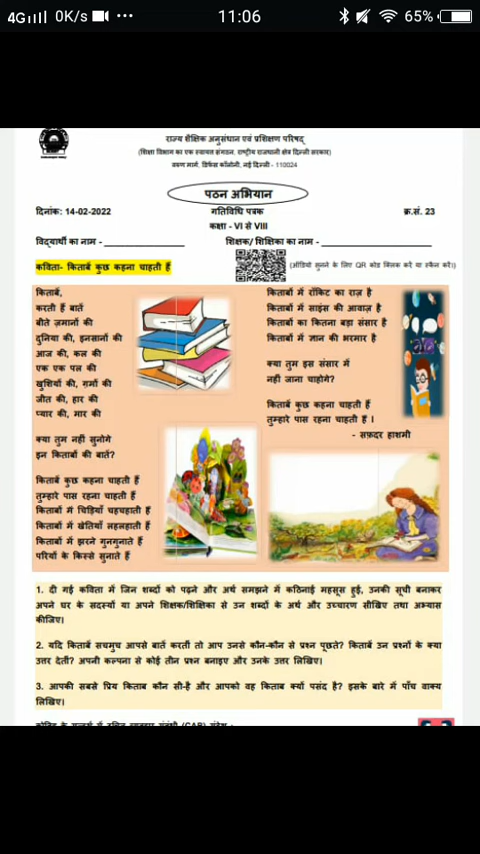 4G 0K/s ••• 11:06 65%
राज्य शैक्षिक अनुसंधान एवं प्रशिक्षण परिषद्
(शिक्षा विभाग का एक स्वायत्त संगठन, राष्ट्रीय राजधानी क्षेत्र दिल्ली सरकार)
वरुण मार्ग, डिफेंस कॉलोनी, नई दिल्ली - 110024
पठन अभियान
दिनांक: 14-02-2022 गतिविधि पत्रक क्र.सं. 23
कक्षा - VI से VIII
विद्यार्थी का नाम - शिक्षक/ शिक्षिका का नाम -
कविता- किताबें कुछ कहना चाहती हैं (ऑडियो सुनने के लिए QR कोड क्लिक करें या स्कैन करें।)
किताबें,
करती हैं बातें
बीते ज़मानों की
दुनिया की, इनसानों की
आज की, कल की
एक एक पल की
खुशियों की, ग़मों की
जीत की, हार की
प्यार की, मार की
क्या तुम नहीं सुनोगे
इन किताबों की बातें?
किताबें कुछ कहना चाहती हैं
तुम्हारे पास रहना चाहती हैं
किताबों में चिड़ियाँ चहचहाती हैं
किताबों में खेतियाँ लहलहाती हैं
किताबों में झरने गुनगुनाते हैं
परियों के किस्से सुनाते हैं
किताबों में रॉकिट का राज़ है
किताबों में साइंस की आवाज़ है
किताबों का कितना बड़ा संसार है
किताबों में ज्ञान की भरमार है
क्या तुम इस संसार में
नहीं जाना चाहोगे?
किताबें कुछ कहना चाहती हैं
तुम्हारे पास रहना चाहती हैं ।
- सफ़दर हाशमी
1. दी गई कविता में जिन शब्दों को पढ़ने और अर्थ समझने में कठिनाई महसूस हुई, उनकी सूची बनाकर
अपने घर के सदस्यों या अपने शिक्षक/शिक्षिका से उन शब्दों के अर्थ और उच्चारण सीखिए तथा अभ्यास
कीजिए।
2. यदि किताबें सचमुच आपसे बातें करतीं तो आप उनसे कौन-कौन से प्रश्न पूछते? किताबें उन प्रश्नों के क्या
उत्तर देतीं? अपनी कल्पना से कोई तीन प्रश्न बनाइए और उनके उत्तर लिखिए।
3. आपकी सबसे प्रिय किताब कौन सी-है और आपको वह किताब क्यों पसंद है? इसके बारे में पाँच वाक्य
लिखिए।